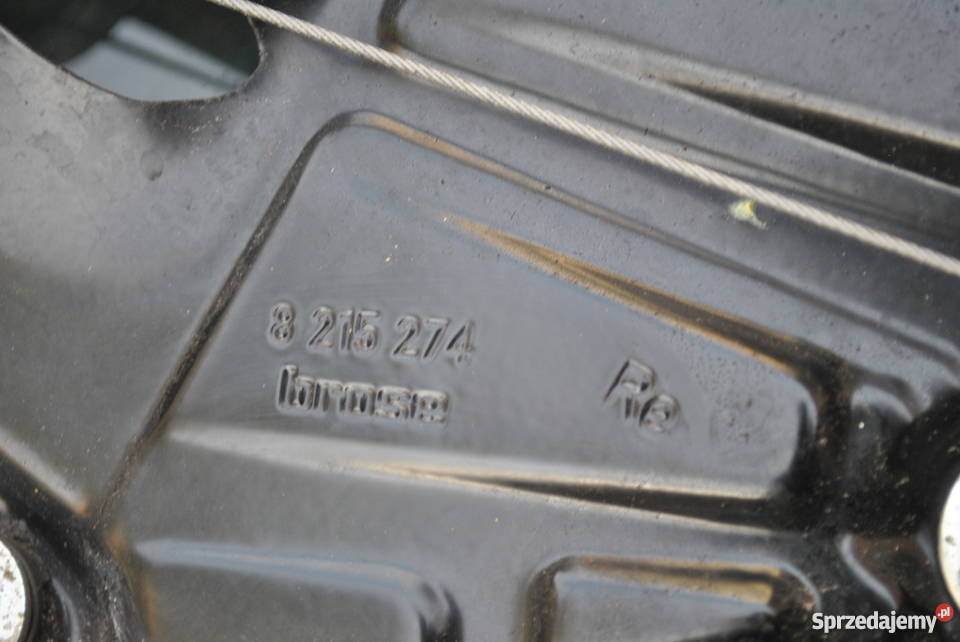 8 215 274
brose
Re
Sprzedajemy.pl